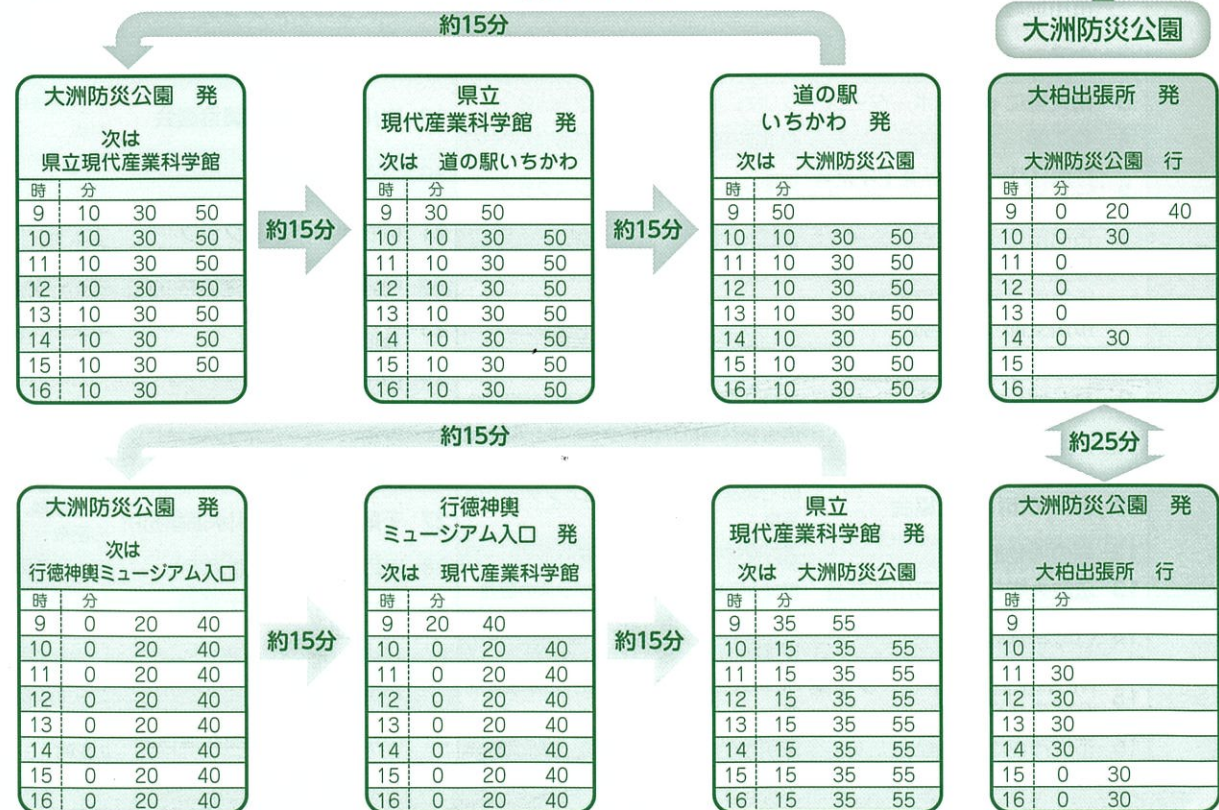 約15分
大洲防災公園
大洲防災公園 発
次は
県立現代産業科学館
時 分
9 10 30 50
10 10 30 50
11 10 30 50
12 10 30 50
13 10 30 50
14 10 30 50
15 10 30 50
16 10 30
約15分
県立
現代産業科学館 発
次は 道の駅いちかわ
時 分
9 30 50
10 10 30 50
11 10 30 50
12 10 30 50
13 10 30 50
14 10 30 50
15 10 30 50
16 10 30 50
約15分
道の駅
いちかわ 発
次は 大洲防災公園
時 分
9 50
10 10 30 50
11 10 30 50
12 10 30 50
13 10 30 50
14 10 30 50
15 10 30 50
16 10 30 50
大柏出張所 発
大洲防災公園 行
時 分
9 0 20 40
10 0 30
11 0
12 0
13 0
14 0 30
15
16
約15分
約25分
大洲防災公園 発
次は
行徳神輿ミュージアム入口
時 分
9 0 20 40
10 0 20 40
11 0 20 40
12 0 20 40
13 0 20 40
14 0 20 40
15 0 20 40
16 0 20 40
約15分
行徳神輿
ミュージアム入口 発
次は 現代産業科学館
時 分
9 20 40
10 0 20 40
11 0 20 40
12 0 20 40
13 0 20 40
14 0 20 40
15 0 20 40
16 0 20 40
約15分
県立
現代産業科学館 発
次は 大洲防災公園
時 分
9 35 55
10 15 35 55
11 15 35 55
12 15 35 55
13 15 35 55
14 15 35 55
15 15 35 55
16 15 35 55
大洲防災公園 発
大柏出張所 行
時 分
9
10
11 30
12 30
13 30
14 30
15 0 30
16 0 30